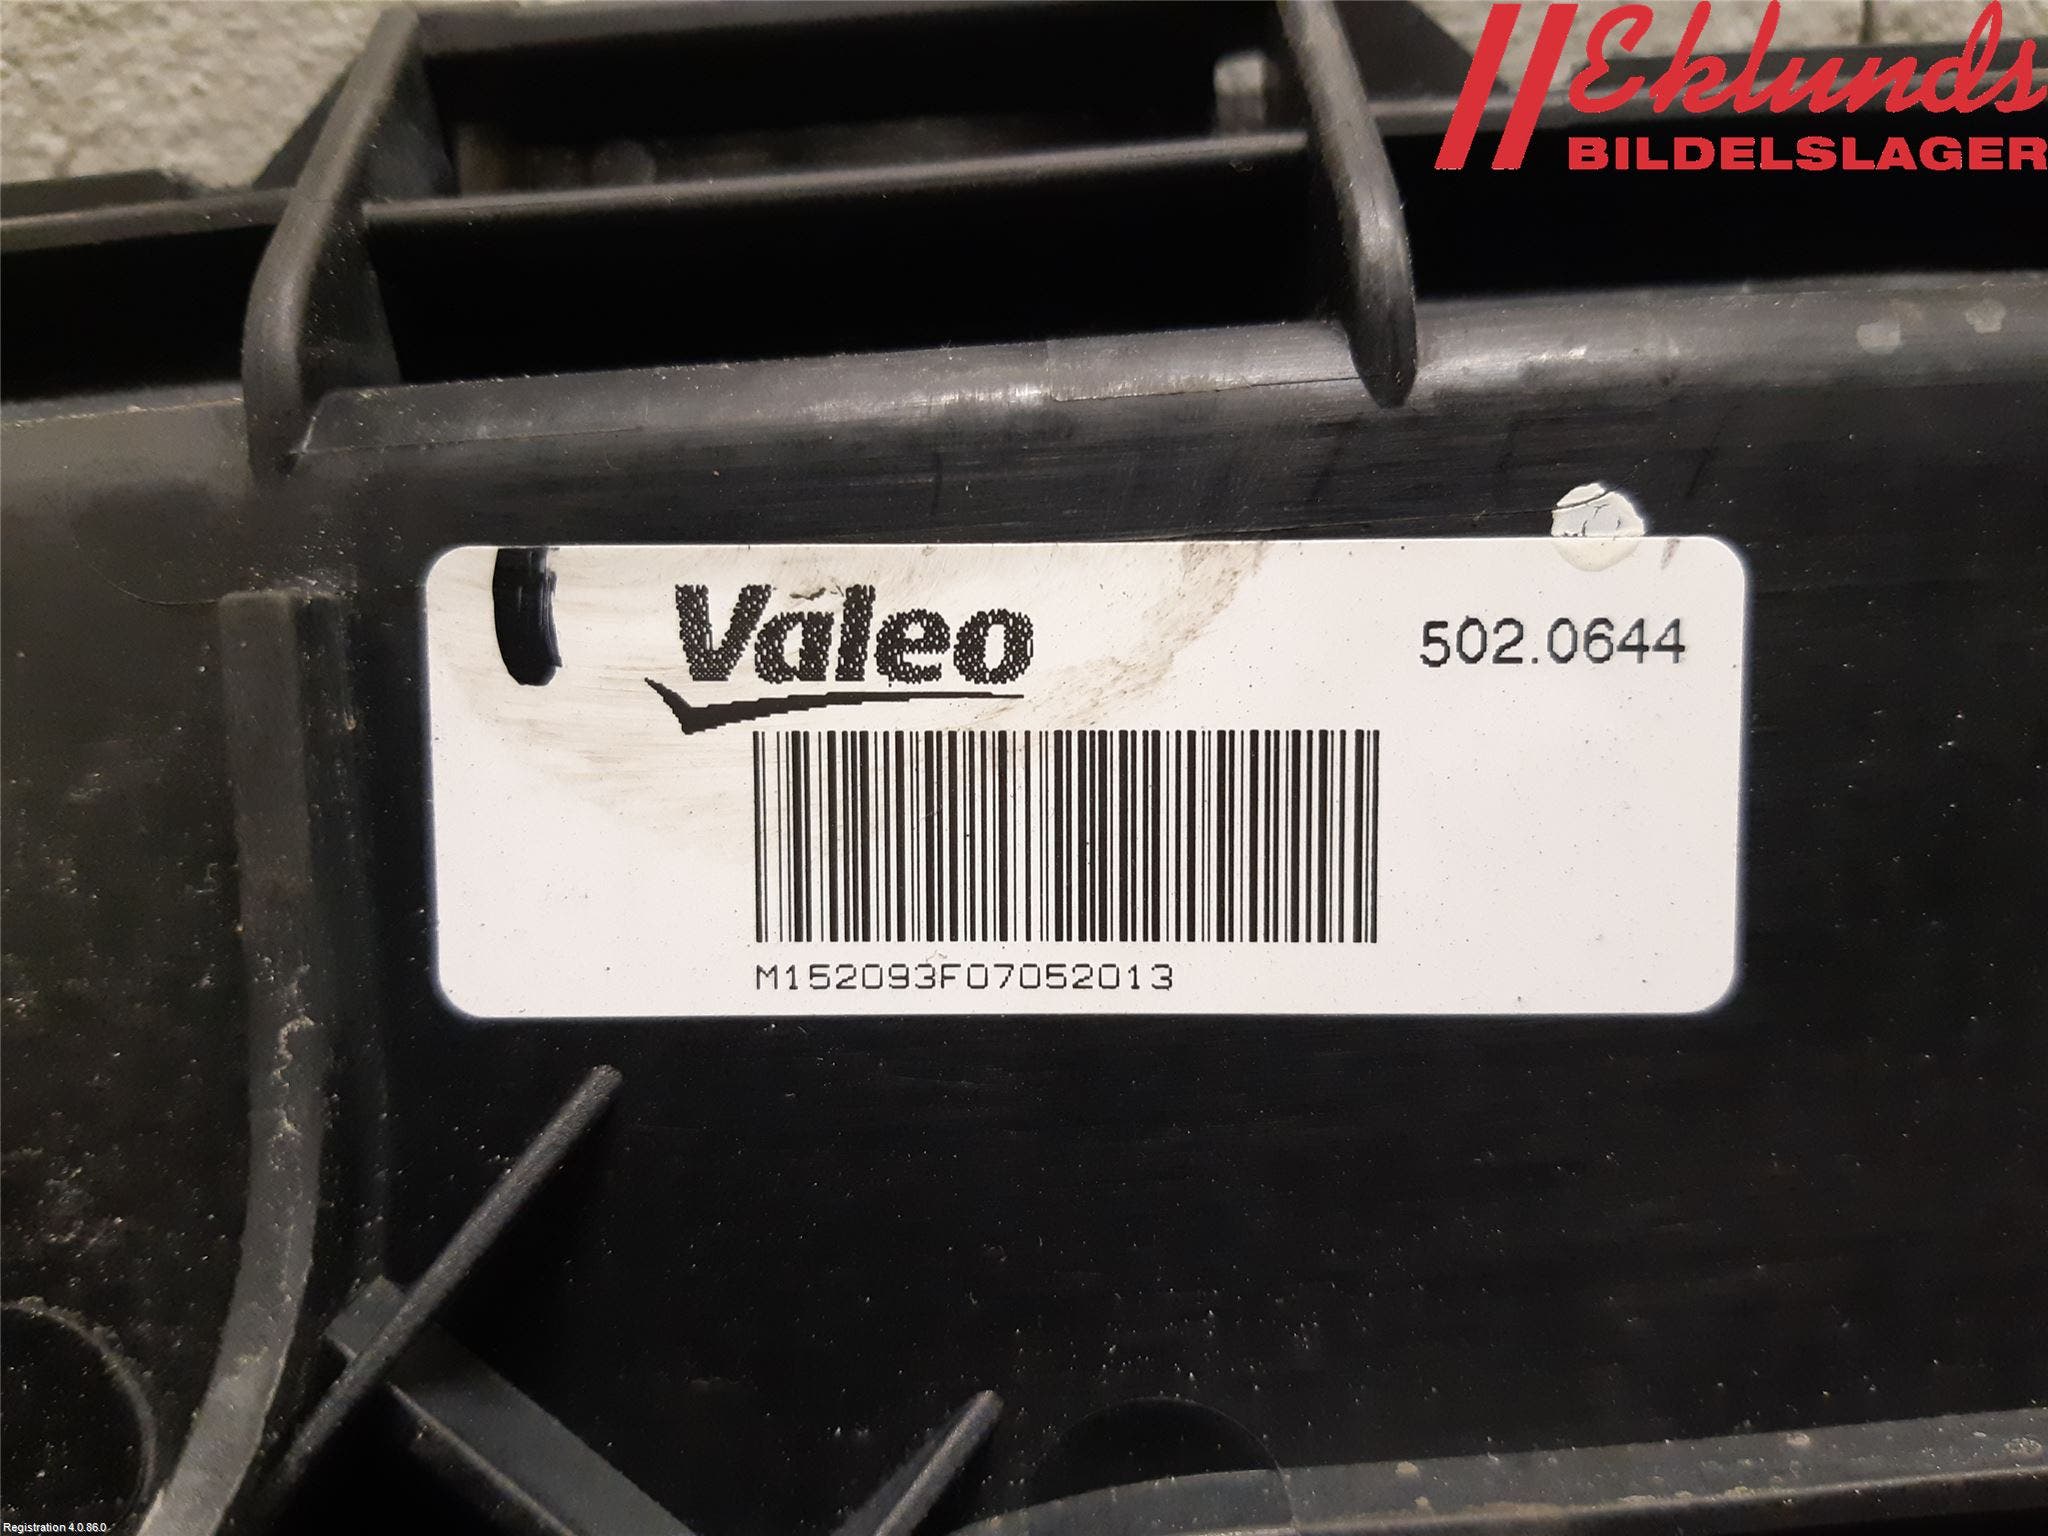 Eklunds
BILDELSLAGER
Valeo
502.0644
M152093F07052013
Registration 4.0.86.0